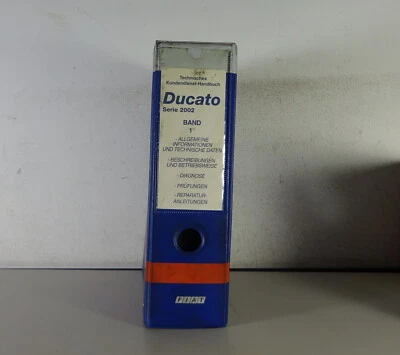 Technisches
Kundendienst-Handbuch
Ducato
Serie 2002
BAND
1°
- ALLGEMEINE
INFORMATIONEN
UND TECHNISCHE DATEN
- BESCHREIBUNGEN
UND BETRIEBSWEISE
- DIAGNOSE
- PRÜFUNGEN
- REPARATUR-
ANLEITUNGEN
FIAT